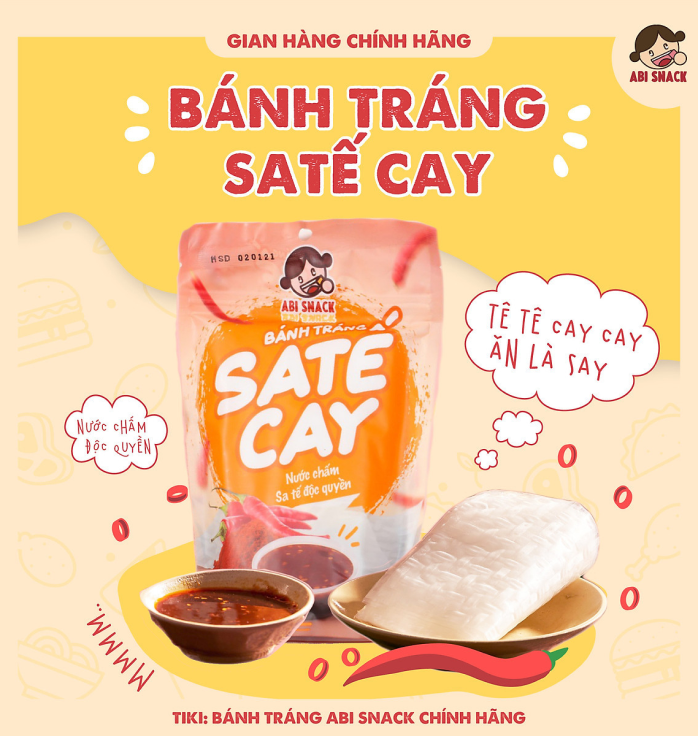 GIAN HÀNG CHÍNH HÃNG
ABI SNACK
BÁNH TRÁNG
SATẾ CAY
HSD 020121
ABI SNACK
BÁNH TRÁNG
SATẾ
CAY
Nước chấm
Sa tế độc quyền
TÊ TÊ CAY CAY
ĂN LÀ SAY
NƯỚC CHẤM
ĐỘC QUYỀN
MMMM..
TIKI: BÁNH TRÁNG ABI SNACK CHÍNH HÃNG